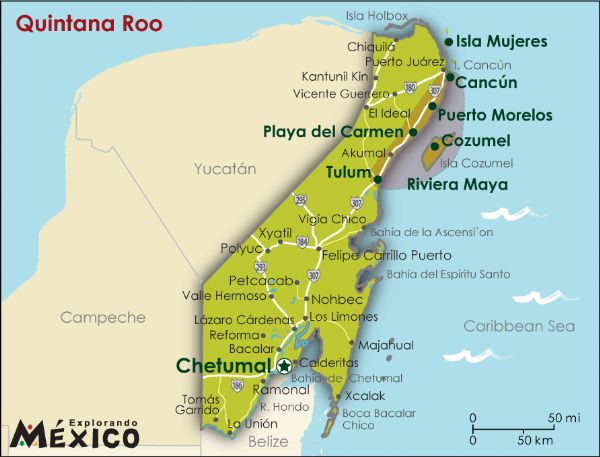 Quintana Roo
Isla Holbox
Chiquilá
Isla Mujeres
Puerto Juárez
I. Cancún
Kantunil Kin
Cancún
Vicente Guerrero
180
307
El Ideal
Puerto Morelos
Playa del Carmen
Cozumel
Akumal
Isla Cozumel
Yucatán
Tulum
Riviera Maya
295
307
Vigía Chico
Xyatil
Bahía de la Ascensi´on
184
Polyuc
Felipe Carrillo Puerto
293
307
Petcacab
Bahía del Espíritu Santo
Valle Hermoso
Nohbec
Campeche
Lázaro Cárdenas
Los Limones
Caribbean Sea
Reforma
Bacalar
Majahual
Chetumal
Calderitas
Bahía de Chetumal
186
Ramonal
Xcalak
Tomás
Garrido
R. Hondo
Boca Bacalar
Chico
La Unión
Belize
Explorando
MÉXICO
0 50 mi
0 50 km